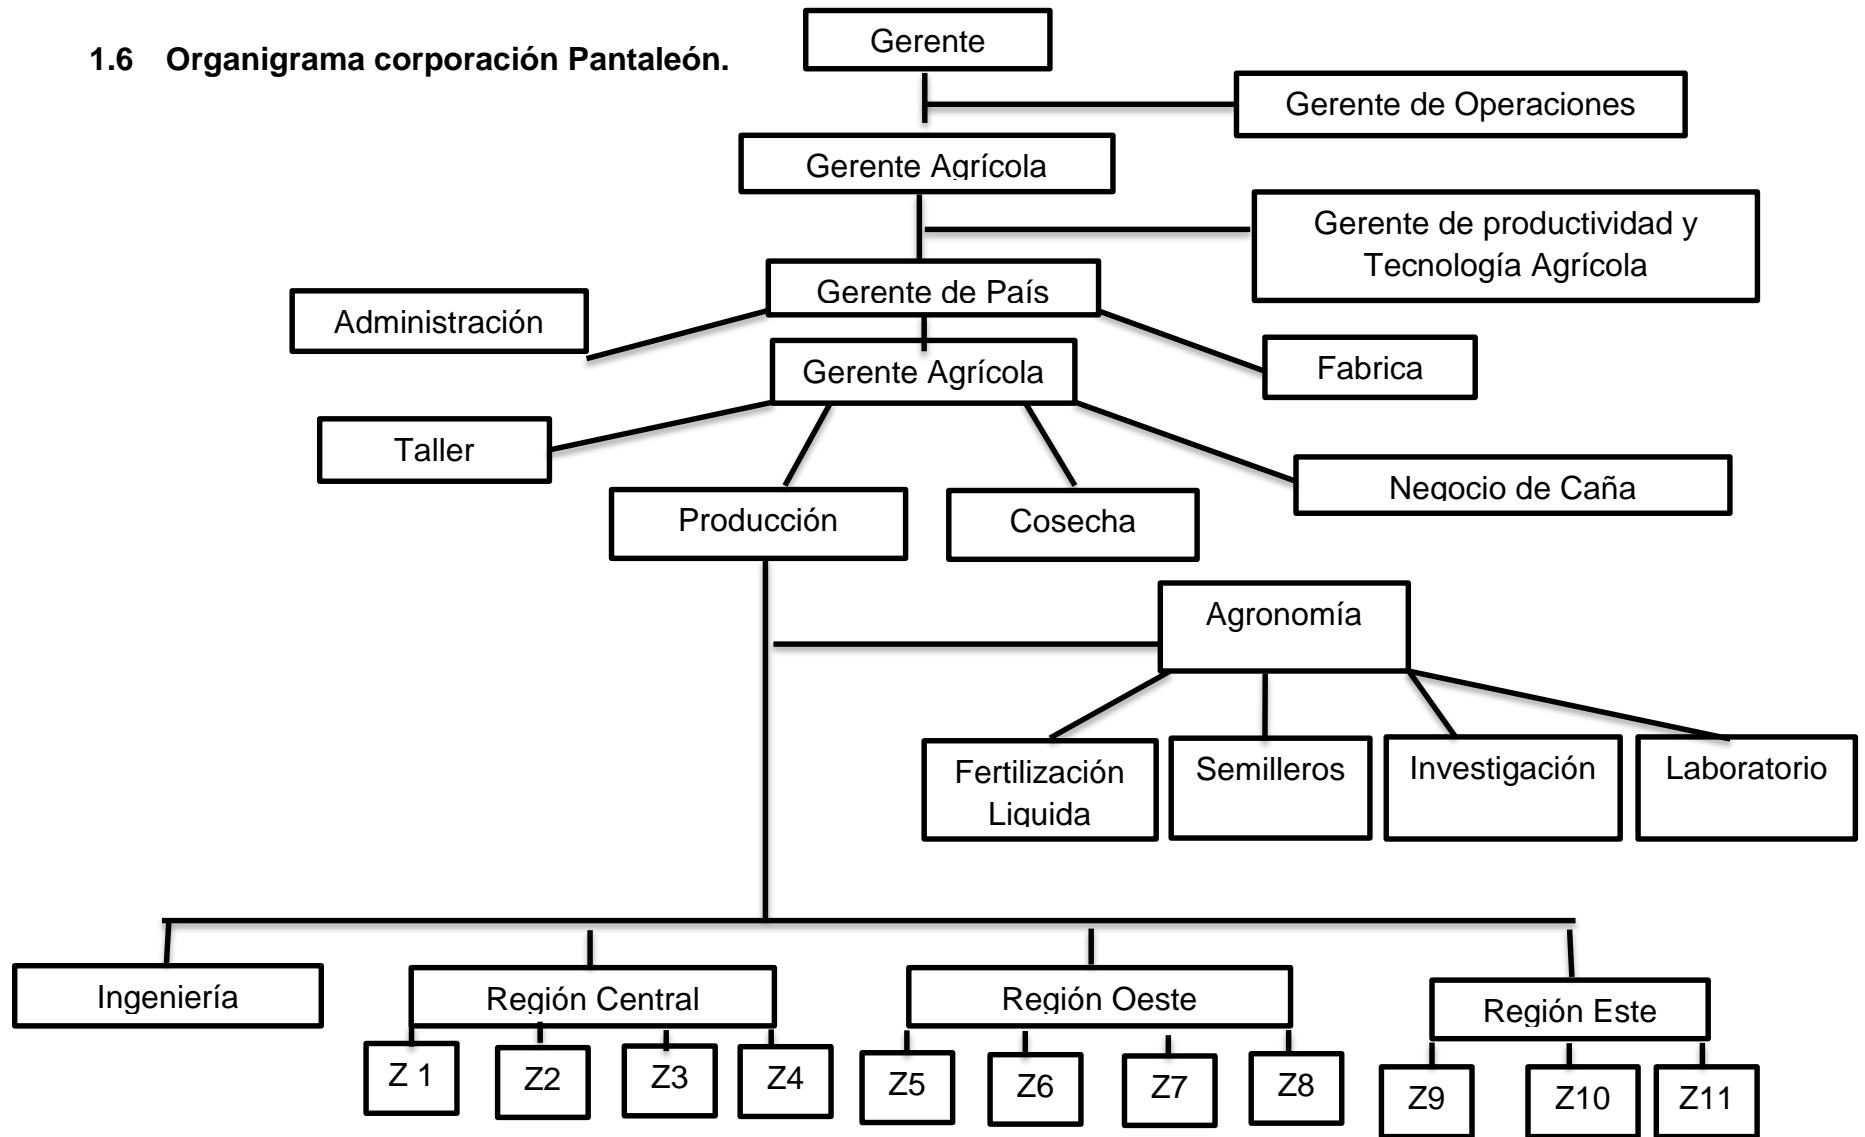 1.6 Organigrama corporación Pantaleón.
Gerente
Gerente de Operaciones
Gerente Agrícola
Gerente de productividad y
Tecnología Agrícola
Gerente de País
Administración
Fabrica
Gerente Agrícola
Taller
Negocio de Caña
Producción
Cosecha
Agronomía
Fertilización
Liquida
Semilleros
Investigación
Laboratorio
Ingeniería
Región Central
Región Oeste
Región Este
Z 1
Z2
Z3
Z4
Z5
Z6
Z7
Z8
Z9
Z10
Z11